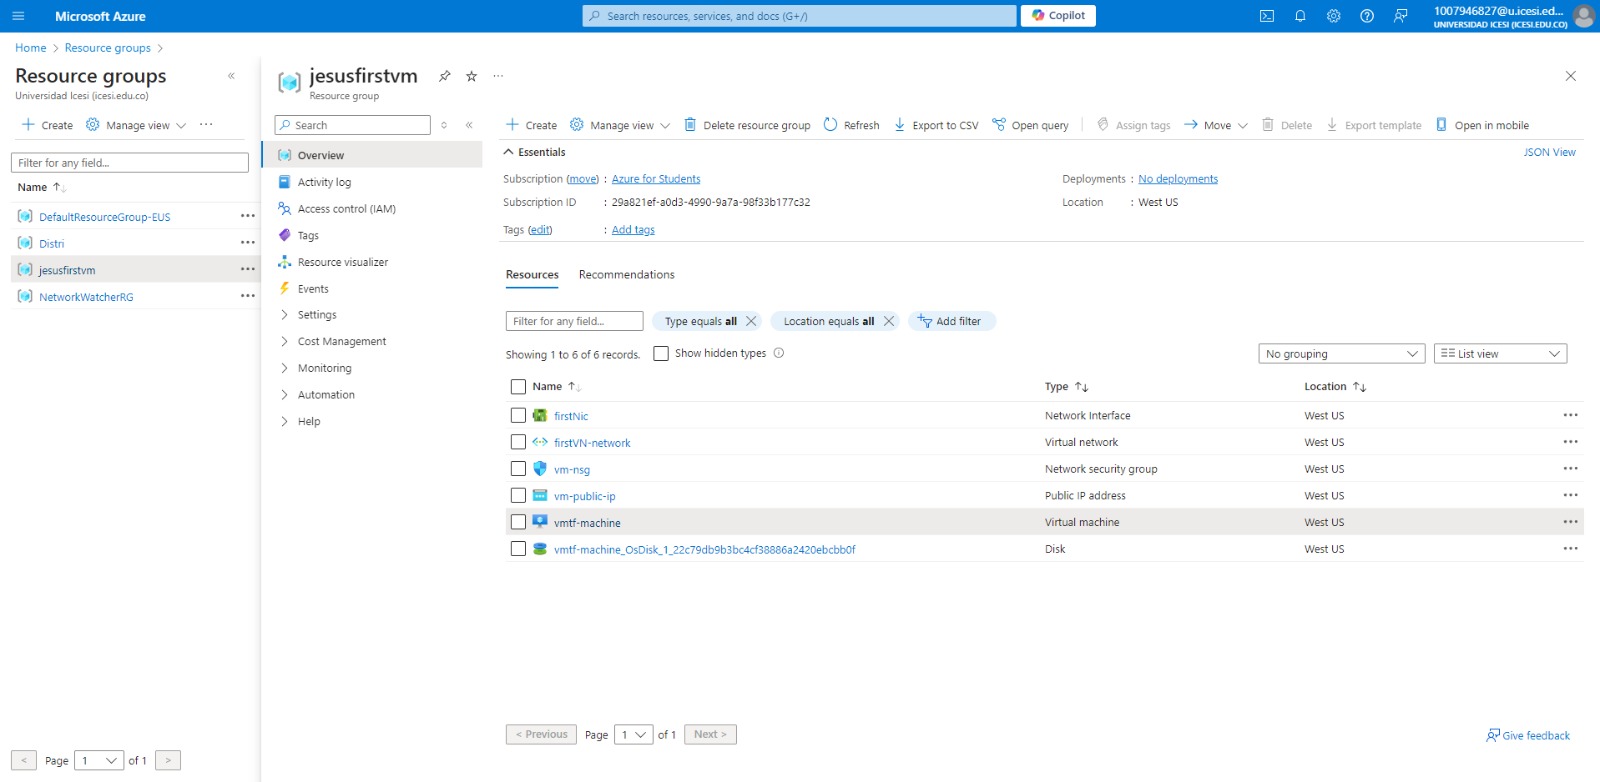 Microsoft Azure
Search resources, services, and docs (G+/)
Copilot
1007946827@u.icesi.ed...
UNIVERSIDAD ICESI (ICESI.EDU.CO)
Home > Resource groups >
Resource groups
Universidad Icesi (icesi.edu.co)
Create Manage view ...
Filter for any field...
Name
DefaultResourceGroup-EUS
Distri
jesusfirstvm
NetworkWatcherRG
< Page 1 of 1 >
jesusfirstvm
Resource group
Search
Overview
Activity log
Access control (IAM)
Tags
Resource visualizer
Events
Settings
Cost Management
Monitoring
Automation
Help
Create Manage view Delete resource group Refresh Export to CSV Open query Assign tags Move Delete Export template Open in mobile
Essentials JSON View
Subscription (move) : Azure for Students
Subscription ID : 29a821ef-a0d3-4990-9a7a-98f33b177c32
Tags (edit) : Add tags
Deployments : No deployments
Location : West US
Resources Recommendations
Filter for any field... Type equals all Location equals all Add filter
Showing 1 to 6 of 6 records. Show hidden types No grouping List view
Name Type Location
firstNic Network Interface West US
firstVN-network Virtual network West US
vm-nsg Network security group West US
vm-public-ip Public IP address West US
vmtf-machine Virtual machine West US
vmtf-machine_OsDisk_1_22c79db9b3bc4cf38886a2420ebcbb0f Disk West US
< Previous Page 1 of 1 Next >
Give feedback